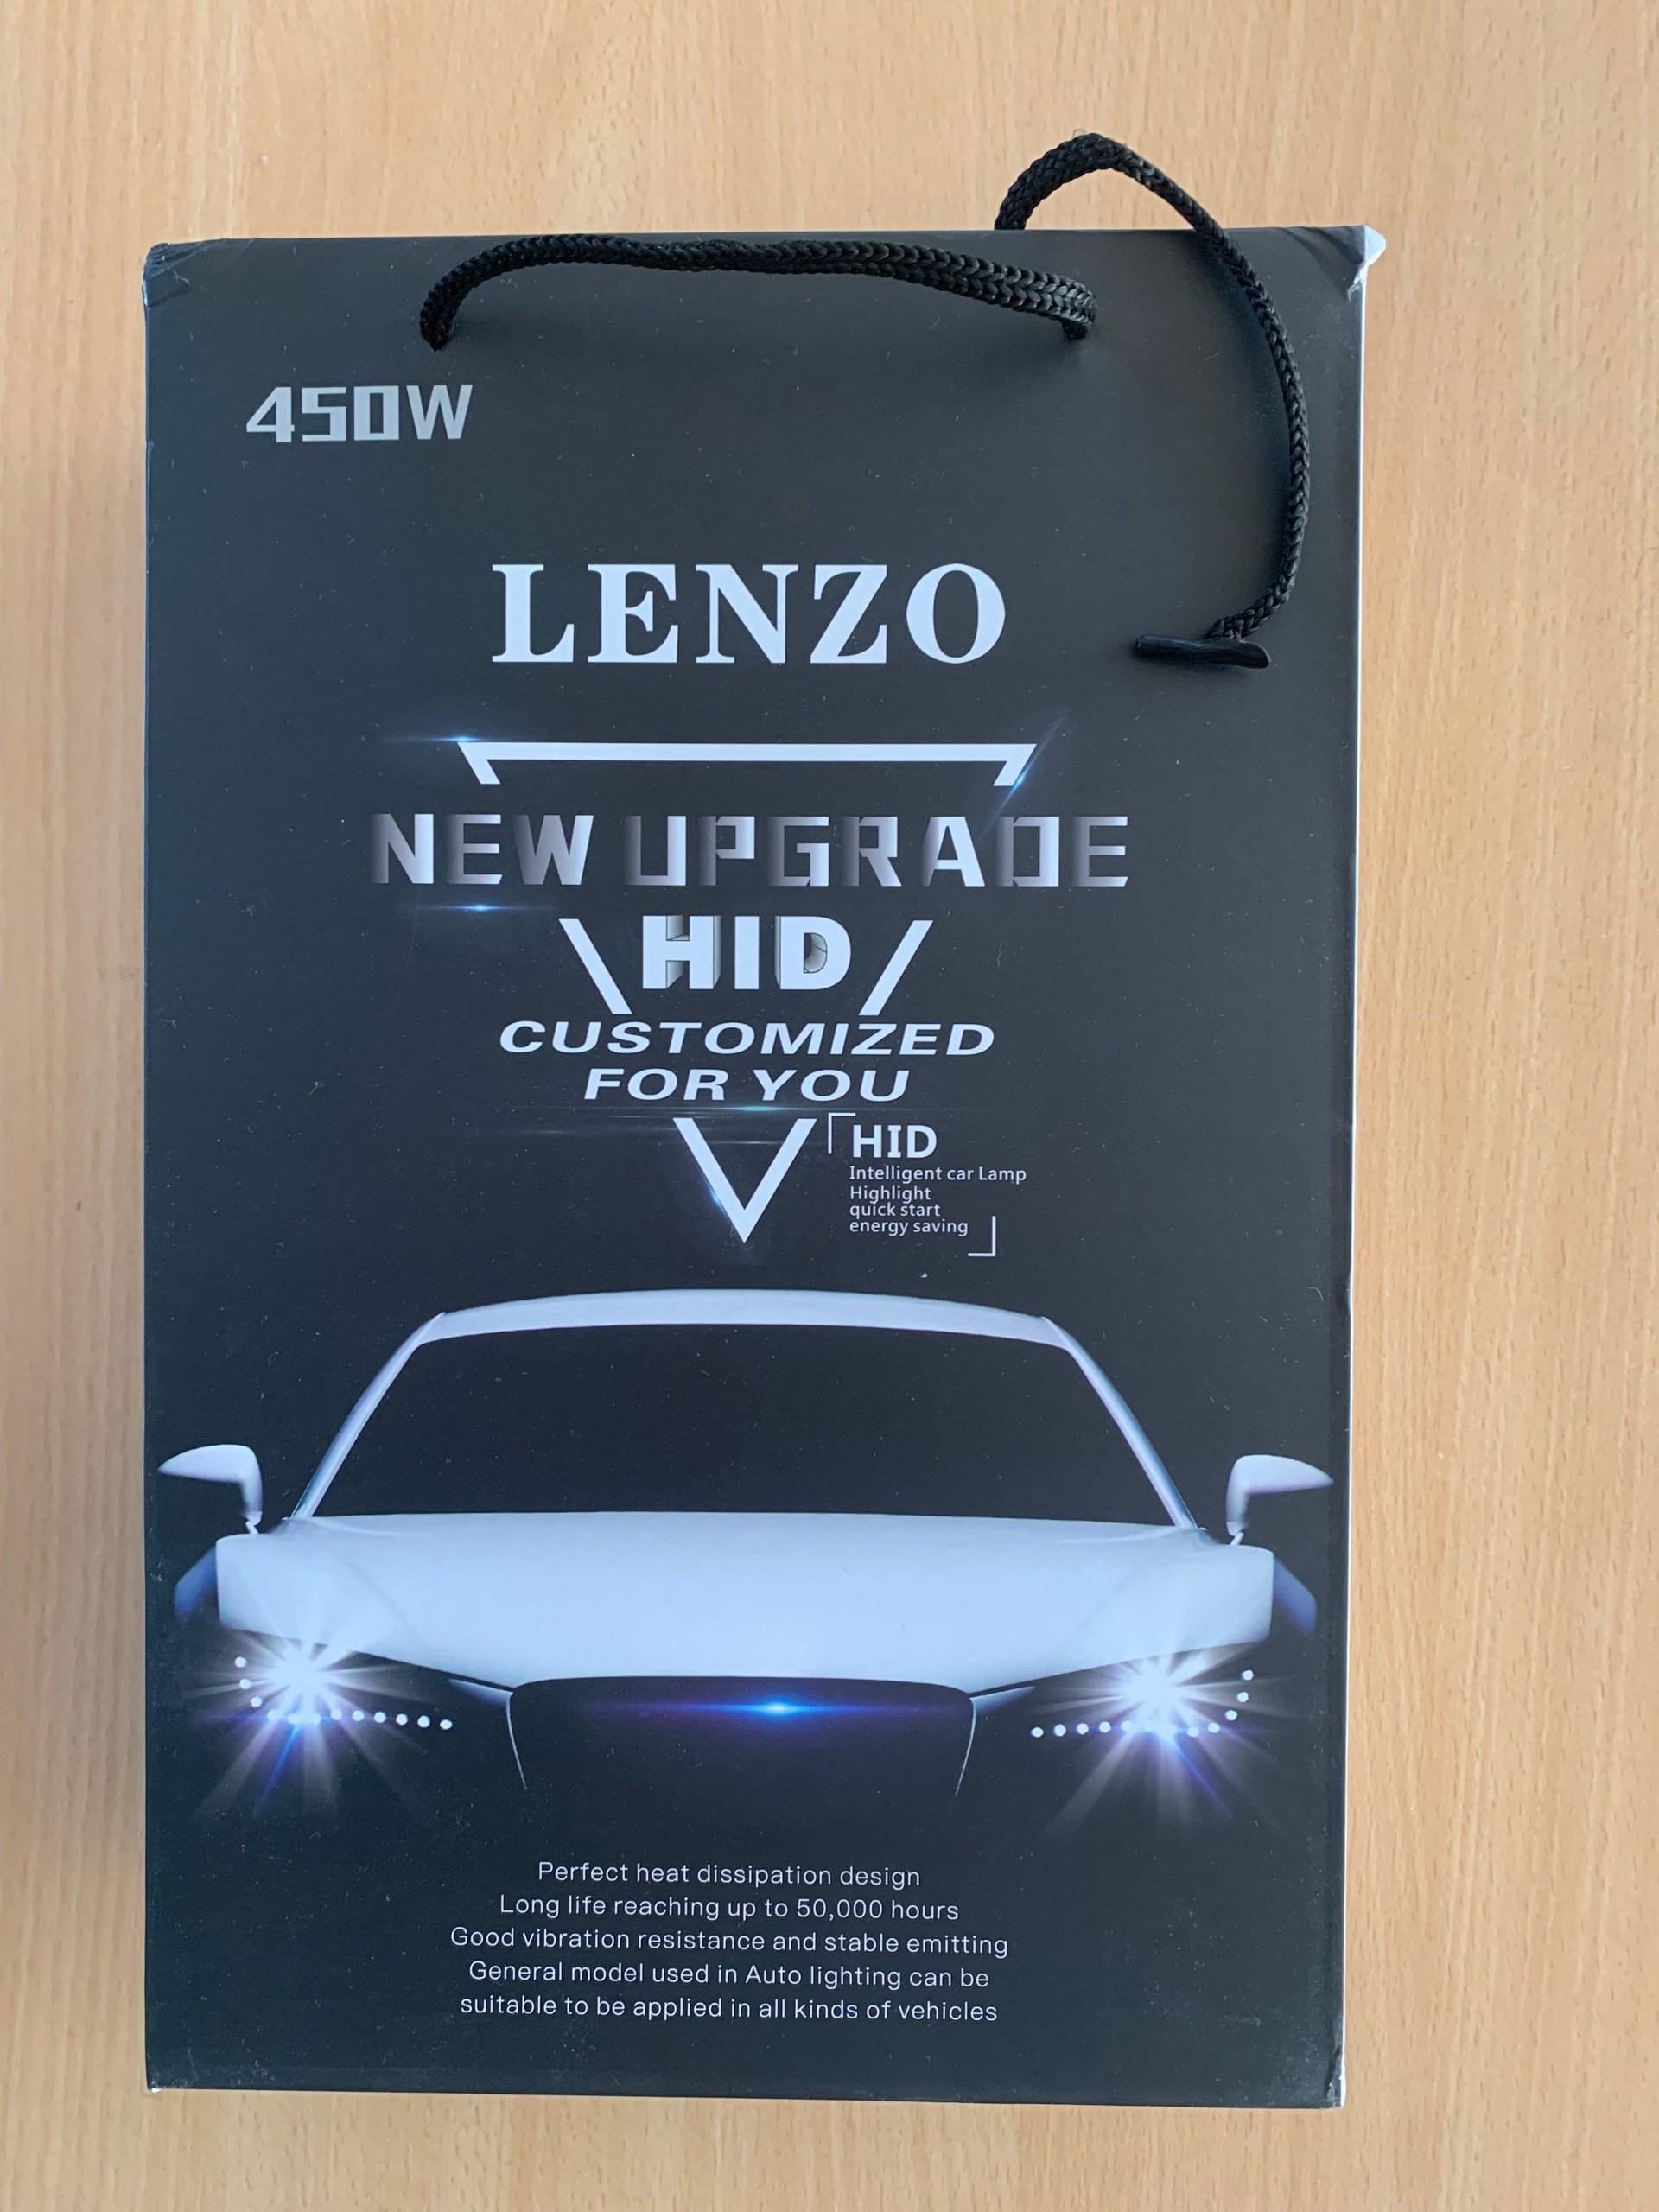 450W
LENZO
NEW UPGRADE
HID
CUSTOMIZED
FOR YOU
HID
Intelligent car Lamp
Highlight
quick start
energy saving
Perfect heat dissipation design
Long life reaching up to 50,000 hours
Good vibration resistance and stable emitting
General model used in Auto lighting can be
suitable to be applied in all kinds of vehicles